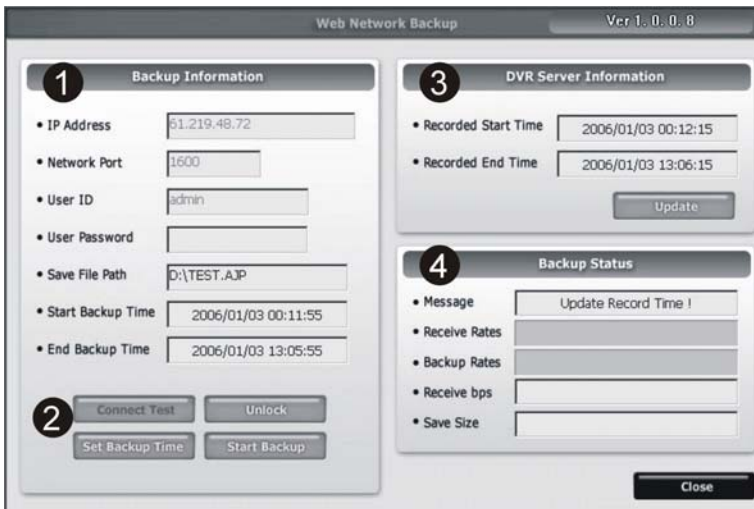 Web Network Backup
Ver 1.0.0.8
1
Backup Information
• IP Address 61.219.48.72
• Network Port 1600
• User ID admin
• User Password
• Save File Path D:\TEST.AJP
• Start Backup Time 2006/01/03 00:11:55
• End Backup Time 2006/01/03 13:05:55
2
Connect Test Unlock
Set Backup Time Start Backup
3
DVR Server Information
• Recorded Start Time 2006/01/03 00:12:15
• Recorded End Time 2006/01/03 13:06:15
Update
4
Backup Status
• Message Update Record Time !
• Receive Rates
• Backup Rates
• Receive bps
• Save Size
Close